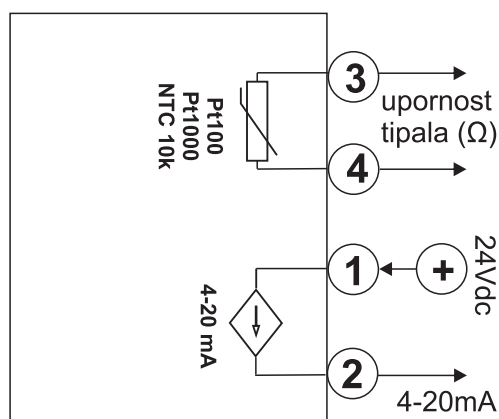 Pt100
Pt1000
NTC 10k
3
upornost
tipala (Ω)
4
4-20 mA
1
+
24Vdc
2
4-20mA